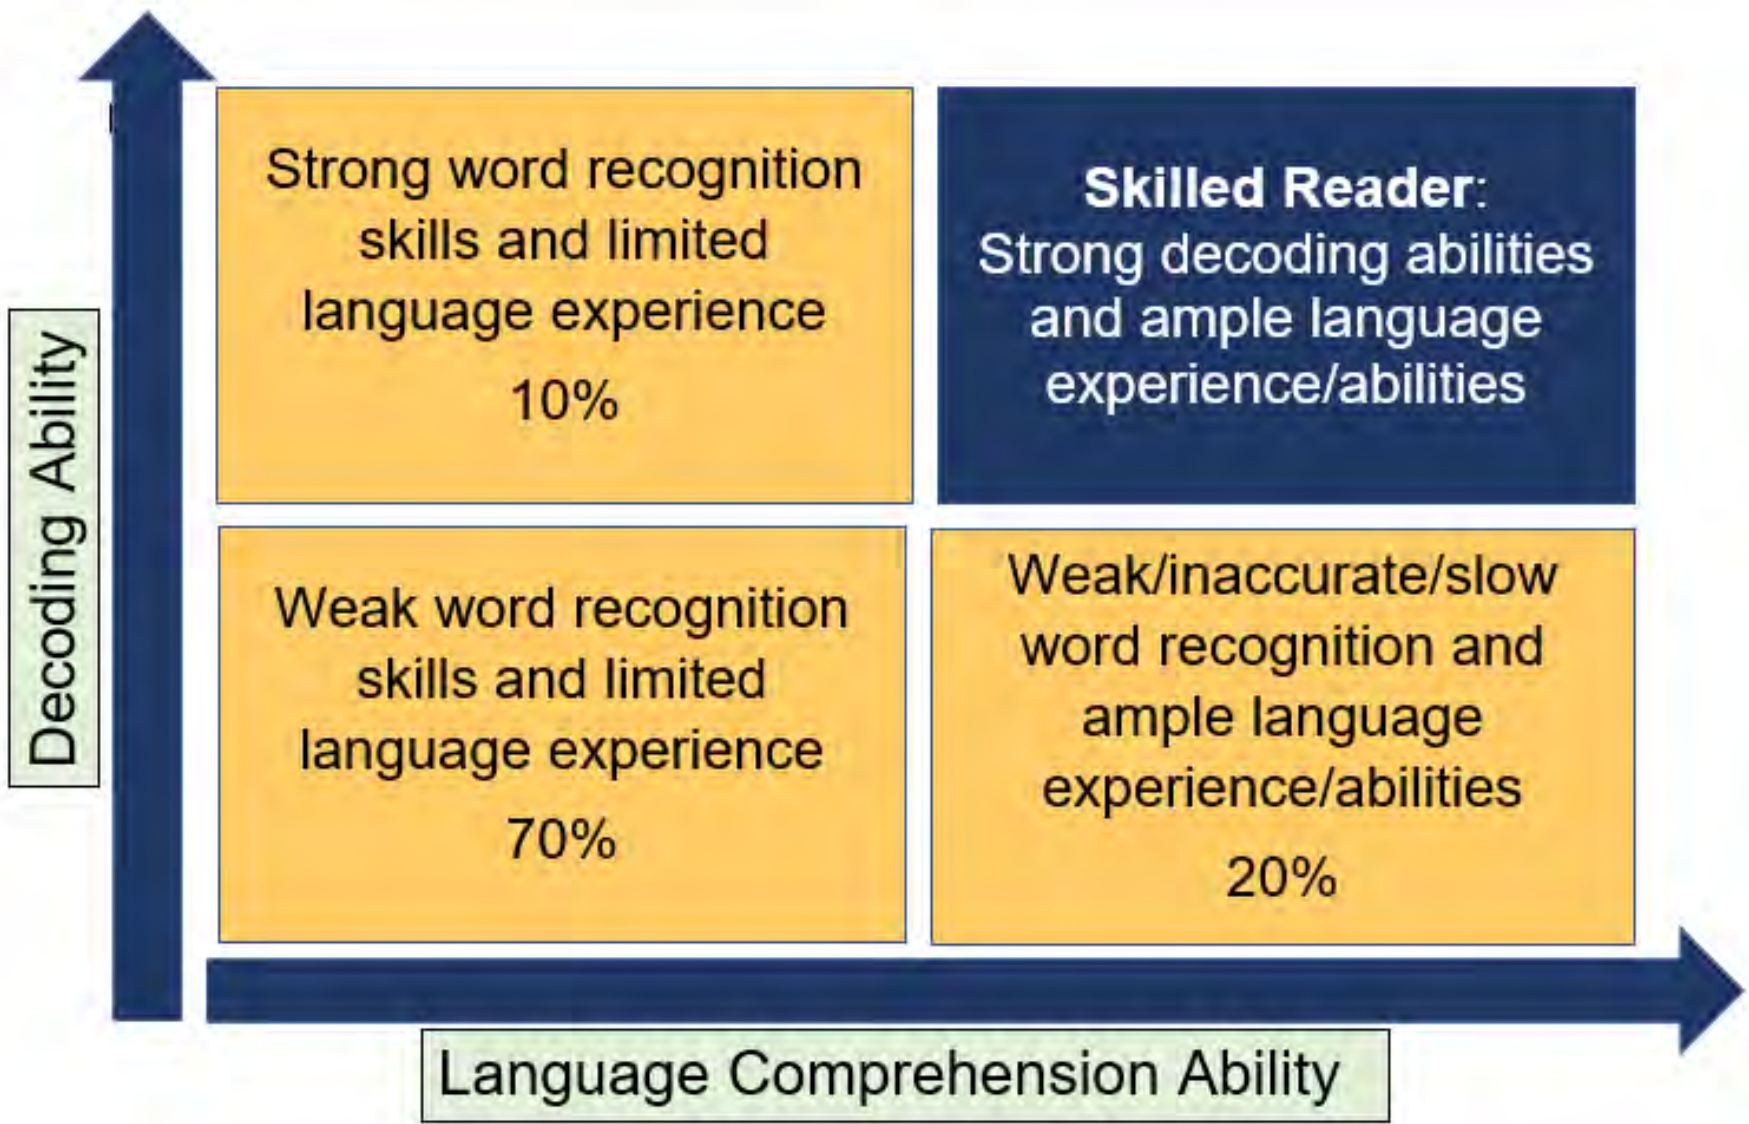 Strong word recognition
skills and limited
language experience
10%
Skilled Reader:
Strong decoding abilities
and ample language
experience/abilities
Decoding Ability
Weak word recognition
skills and limited
language experience
70%
Weak/inaccurate/slow
word recognition and
ample language
experience/abilities
20%
Language Comprehension Ability